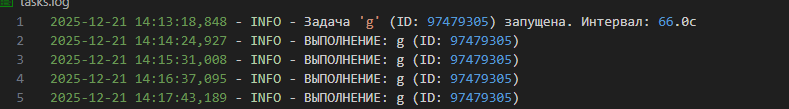 tasks.log
1 2025-12-21 14:13:18,848 - INFO - Задача 'g' (ID: 97479305) запущена. Интервал: 66.0с
2 2025-12-21 14:14:24,927 - INFO - ВЫПОЛНЕНИЕ: g (ID: 97479305)
3 2025-12-21 14:15:31,008 - INFO - ВЫПОЛНЕНИЕ: g (ID: 97479305)
4 2025-12-21 14:16:37,095 - INFO - ВЫПОЛНЕНИЕ: g (ID: 97479305)
5 2025-12-21 14:17:43,189 - INFO - ВЫПОЛНЕНИЕ: g (ID: 97479305)